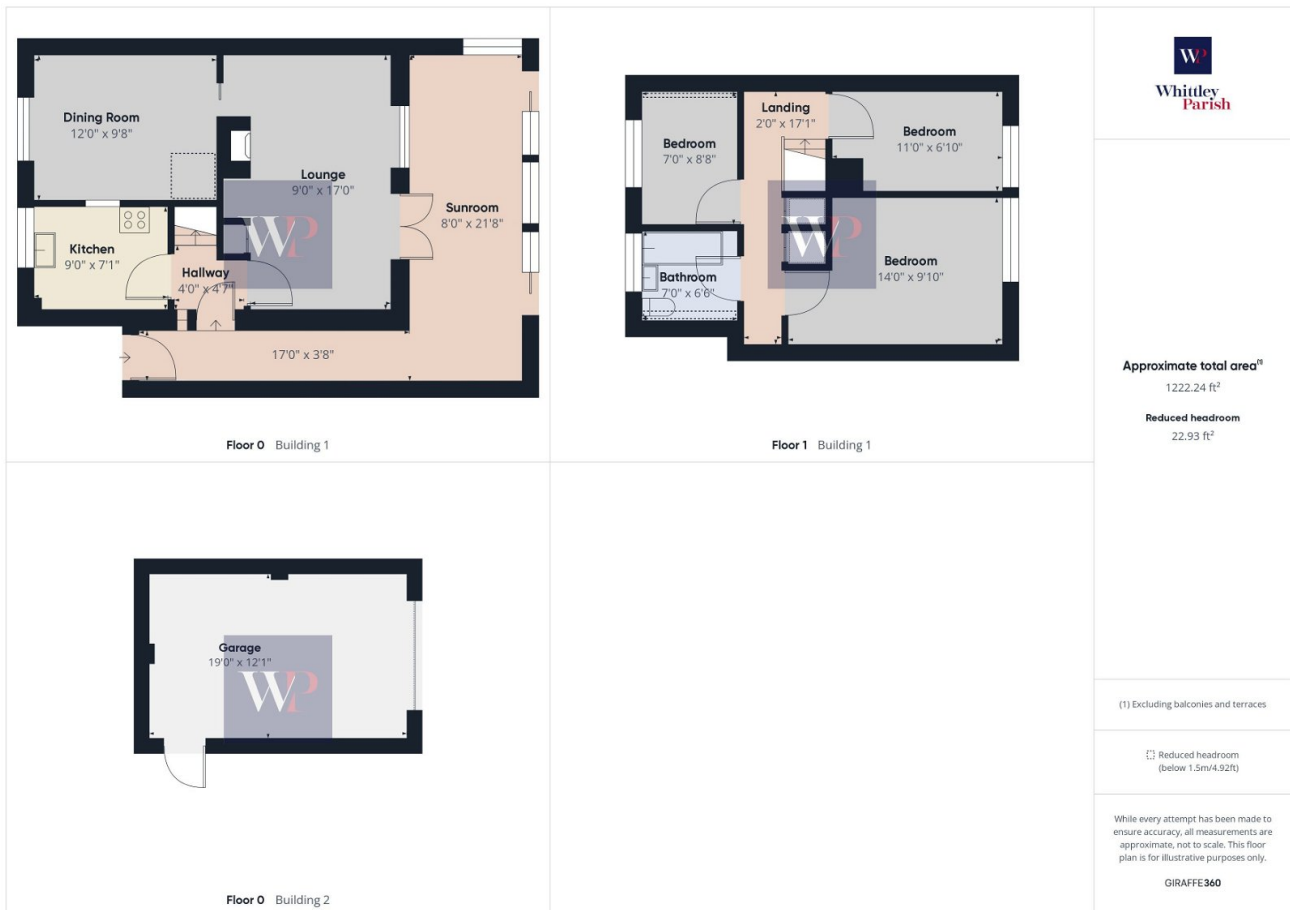 Dining Room
12'0" x 9'8"
Lounge
9'0" x 17'0"
Sunroom
8'0" x 21'8"
Kitchen
9'0" x 7'1"
Hallway
4'0" x 4'7"
WP
17'0" x 3'8"
Floor 0 Building 1
Landing
2'0" x 17'1"
Bedroom
7'0" x 8'8"
Bedroom
11'0" x 6'10"
Bathroom
7'0" x 6'6"
Bedroom
14'0" x 9'10"
WP
Floor 1 Building 1
Garage
19'0" x 12'1"
WP
Floor 0 Building 2
WP
Whittley
Parish
Approximate total area(1)
1222.24 ft²
Reduced headroom
22.93 ft²
(1) Excluding balconies and terraces
Reduced headroom
(below 1.5m/4.92ft)
While every attempt has been made to
ensure accuracy, all measurements are
approximate, not to scale. This floor
plan is for illustrative purposes only.
GIRAFFE360